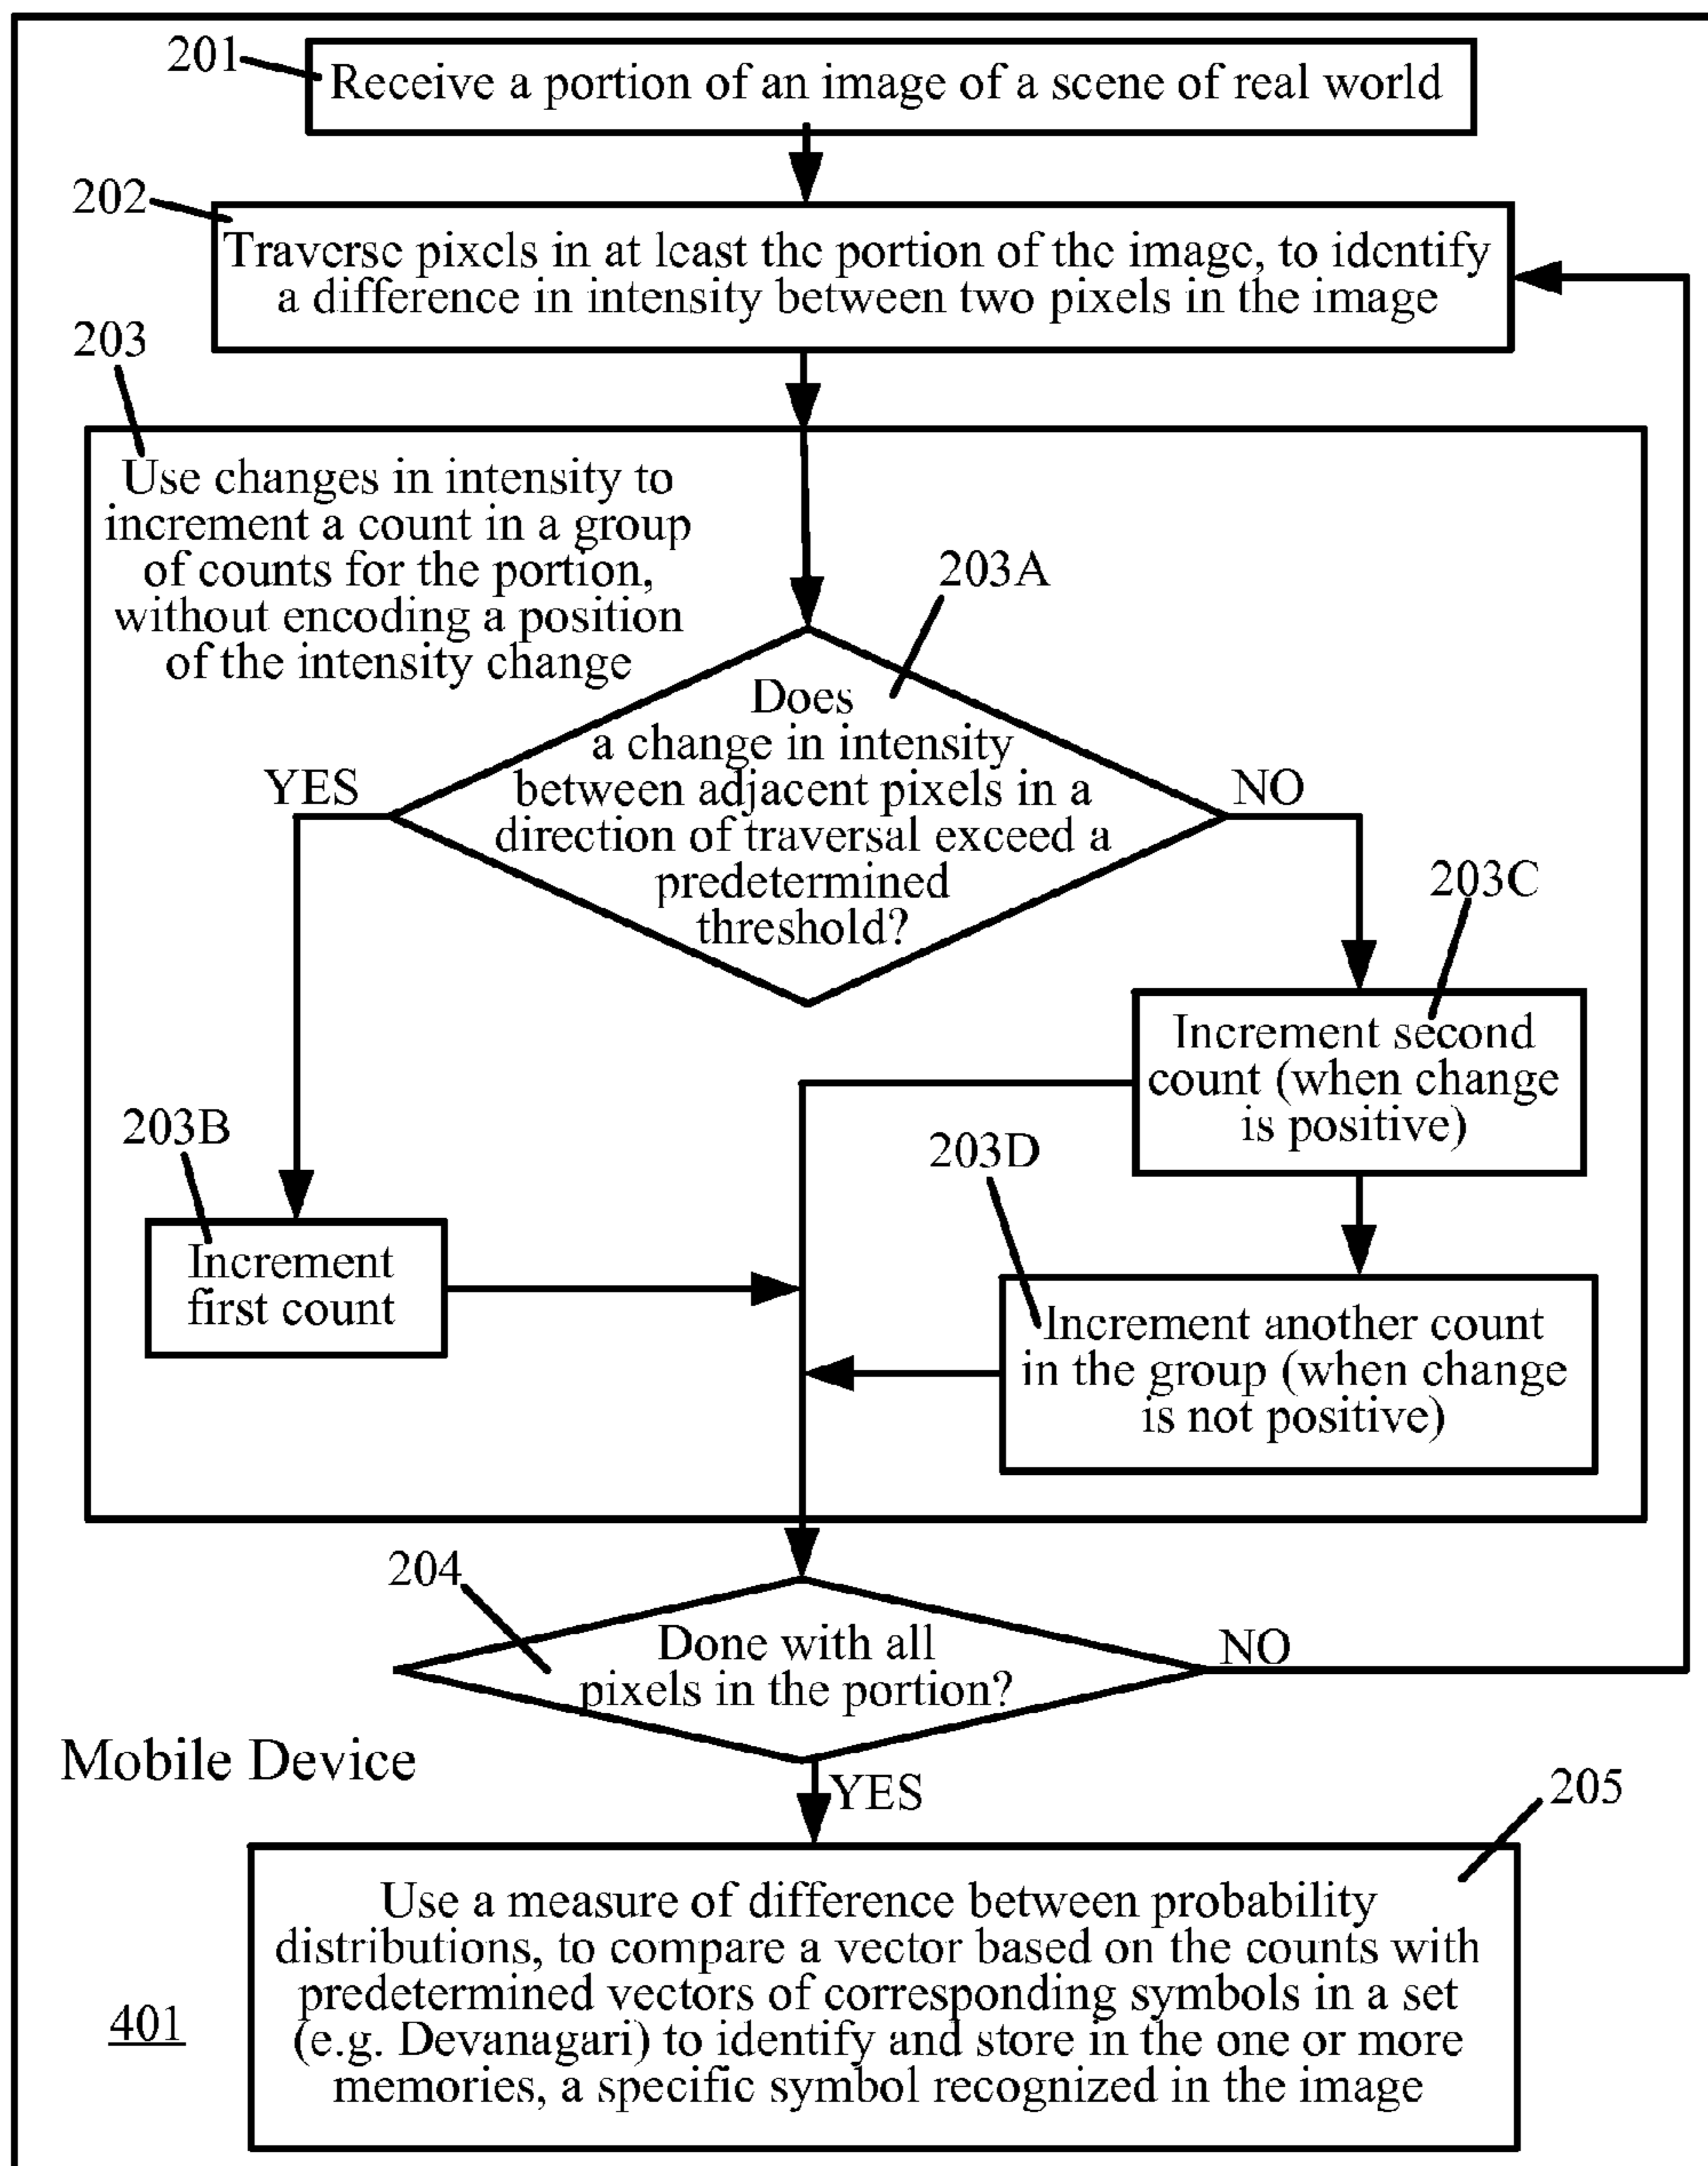 201
Receive a portion of an image of a scene of real world
202
Traverse pixels in at least the portion of the image, to identify
a difference in intensity between two pixels in the image
203
Use changes in intensity to
increment a count in a group
of counts for the portion,
without encoding a position
of the intensity change
203A
Does
a change in intensity
between adjacent pixels in a
direction of traversal exceed a
predetermined
threshold?
YES
NO
203C
Increment second
count (when change
is positive)
203B
Increment
first count
203D
Increment another count
in the group (when change
is not positive)
204
Done with all
pixels in the portion?
NO
Mobile Device
YES
205
Use a measure of difference between probability
distributions, to compare a vector based on the counts with
predetermined vectors of corresponding symbols in a set
(e.g. Devanagari) to identify and store in the one or more
memories, a specific symbol recognized in the image
401